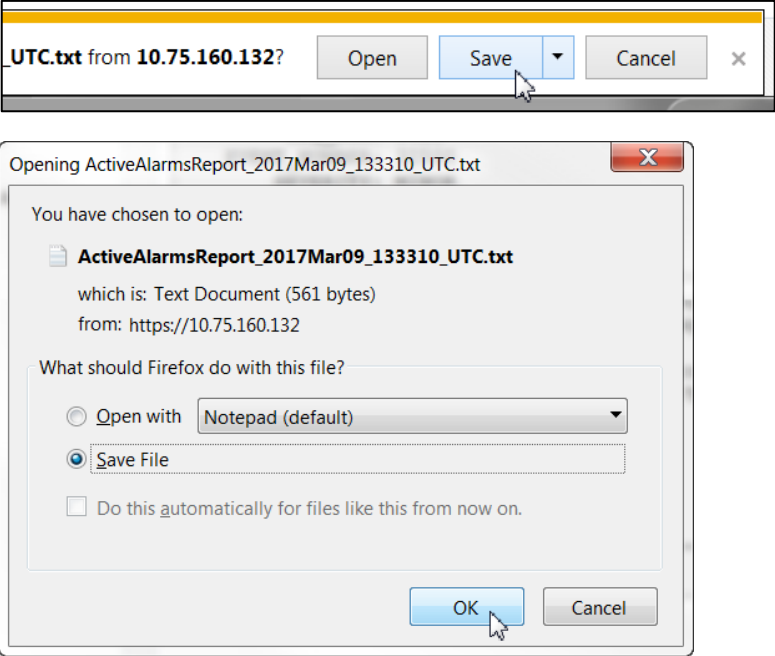 _UTC.txt from 10.75.160.132? Open Save Cancel
Opening ActiveAlarmsReport_2017Mar09_133310_UTC.txt
You have chosen to open:
ActiveAlarmsReport_2017Mar09_133310_UTC.txt
which is: Text Document (561 bytes)
from: https://10.75.160.132
What should Firefox do with this file?
Open with Notepad (default)
Save File
Do this automatically for files like this from now on.
OK Cancel